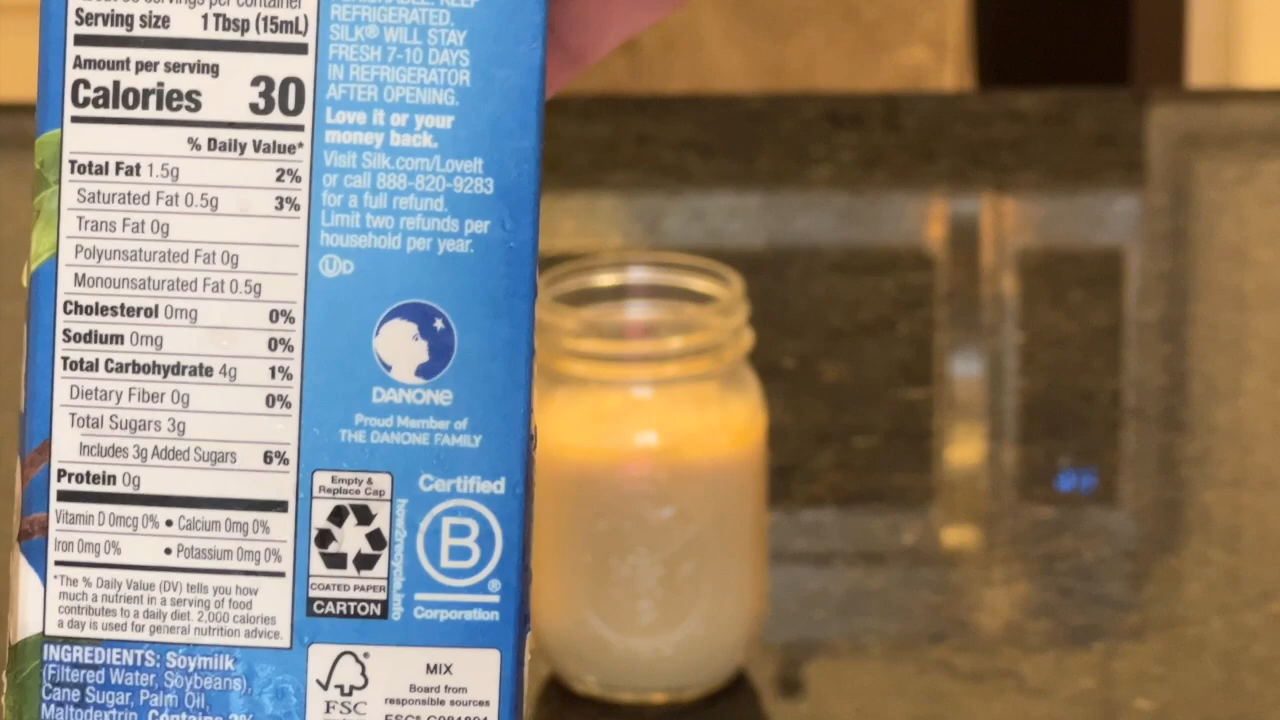 servings per container
Serving size 1 Tbsp (15mL)
Amount per serving
Calories 30
% Daily Value*
Total Fat 1.5g 2%
Saturated Fat 0.5g 3%
Trans Fat 0g
Polyunsaturated Fat 0g
Monounsaturated Fat 0.5g
Cholesterol 0mg 0%
Sodium 0mg 0%
Total Carbohydrate 4g 1%
Dietary Fiber 0g 0%
Total Sugars 3g
Includes 3g Added Sugars 6%
Protein 0g
Vitamin D 0mcg 0% • Calcium 0mg 0%
Iron 0mg 0% • Potassium 0mg 0%
*The % Daily Value (DV) tells you how
much a nutrient in a serving of food
contributes to a daily diet. 2,000 calories
a day is used for general nutrition advice.
INGREDIENTS: Soymilk
(Filtered Water, Soybeans),
Cane Sugar, Palm Oil,
Maltodextrin, Contains 2%
KEEP
REFRIGERATED.
SILK® WILL STAY
FRESH 7-10 DAYS
IN REFRIGERATOR
AFTER OPENING.
Love it or your
money back.
Visit Silk.com/LoveIt
or call 888-820-9283
for a full refund.
Limit two refunds per
household per year.
UD
DANONE
Proud Member of
THE DANONE FAMILY
Empty &
Replace Cap
COATED PAPER
CARTON
how2recycle.info
Certified
B
®
Corporation
FSC
MIX
Board from
responsible sources